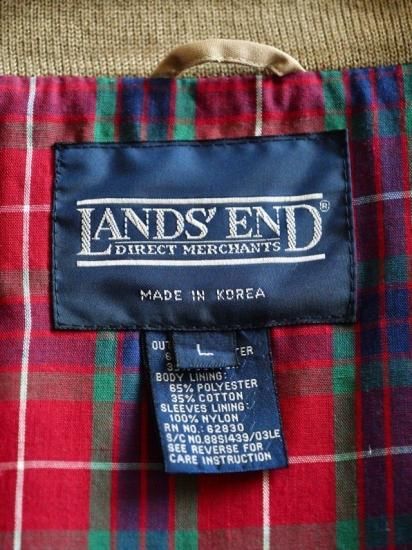 LANDS' END®
DIRECT MERCHANTS
MADE IN KOREA
L
BODY LINING:
65% POLYESTER
35% COTTON
SLEEVES LINING:
100% NYLON
RN NO.: 62830
S/C NO.88S1439/03LE
SEE REVERSE FOR
CARE INSTRUCTION